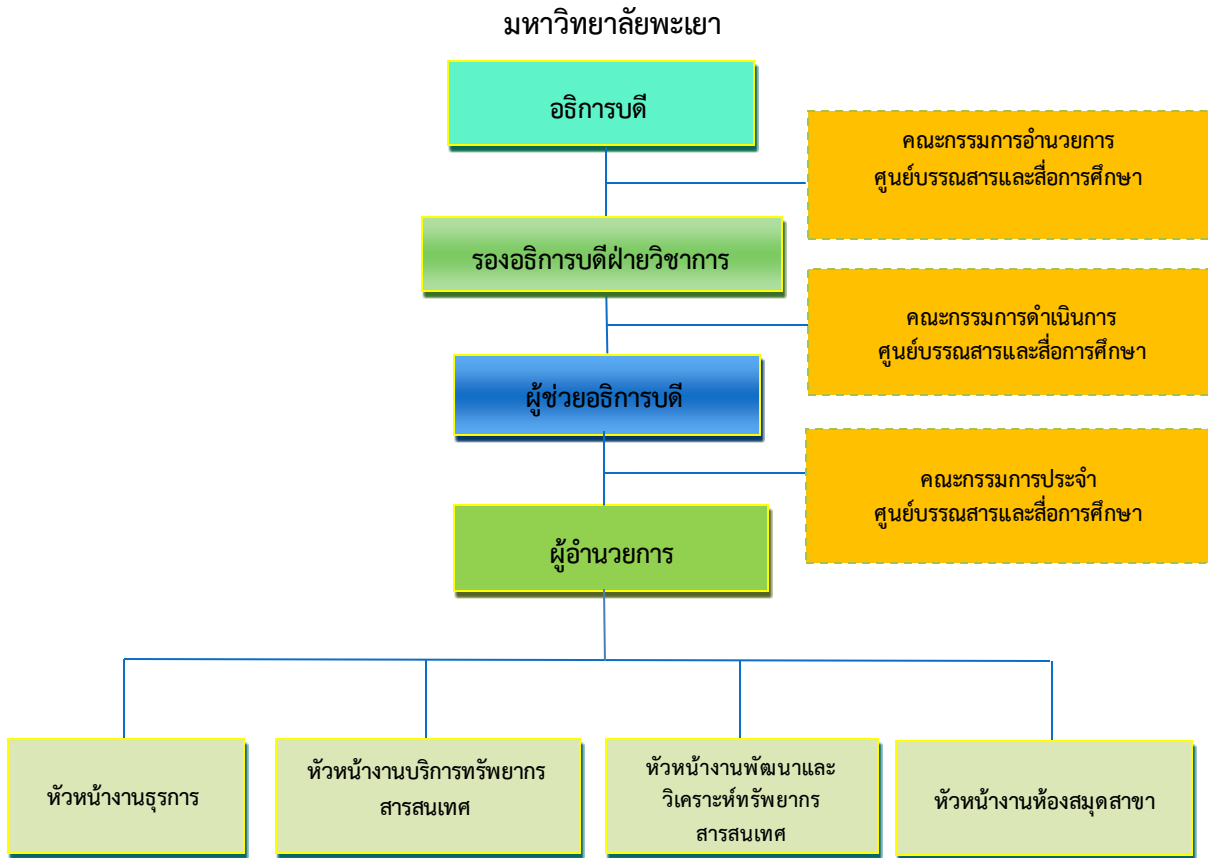 มหาวิทยาลัยพะเยา
อธิการบดี
คณะกรรมการอำนวยการ
ศูนย์บรรณสารและสื่อการศึกษา
รองอธิการบดีฝ่ายวิชาการ
คณะกรรมการดำเนินการ
ศูนย์บรรณสารและสื่อการศึกษา
ผู้ช่วยอธิการบดี
คณะกรรมการประจำ
ศูนย์บรรณสารและสื่อการศึกษา
ผู้อำนวยการ
หัวหน้างานธุรการ
หัวหน้างานบริการทรัพยากร
สารสนเทศ
หัวหน้างานพัฒนาและ
วิเคราะห์ทรัพยากร
สารสนเทศ
หัวหน้างานห้องสมุดสาขา